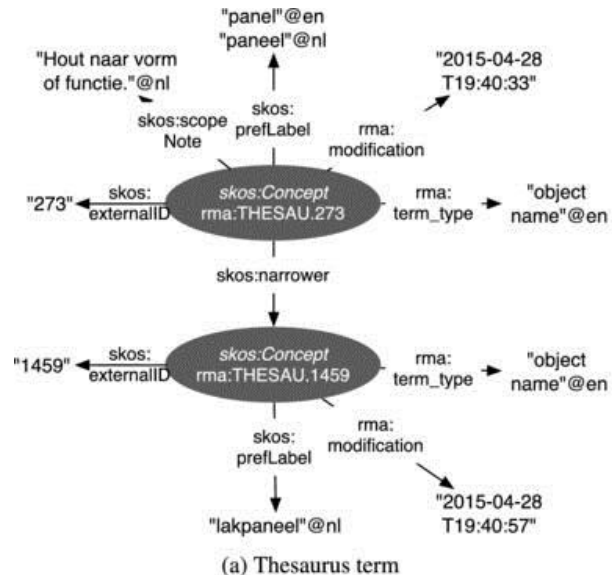 "panel"@en
"paneel"@nl
"Hout naar vorm
of functie."@nl
"2015-04-28
T19:40:33"
skos:scope
Note
skos:
prefLabel
rma:
modification
"273"
skos:
externalID
skos:Concept
rma:THESAU.273
rma:
term_type
"object
name"@en
skos:narrower
"1459"
skos:
externalID
skos:Concept
rma:THESAU.1459
rma:
term_type
"object
name"@en
skos:
prefLabel
rma:
modification
"lakpaneel"@nl
"2015-04-28
T19:40:57"
(a) Thesaurus term